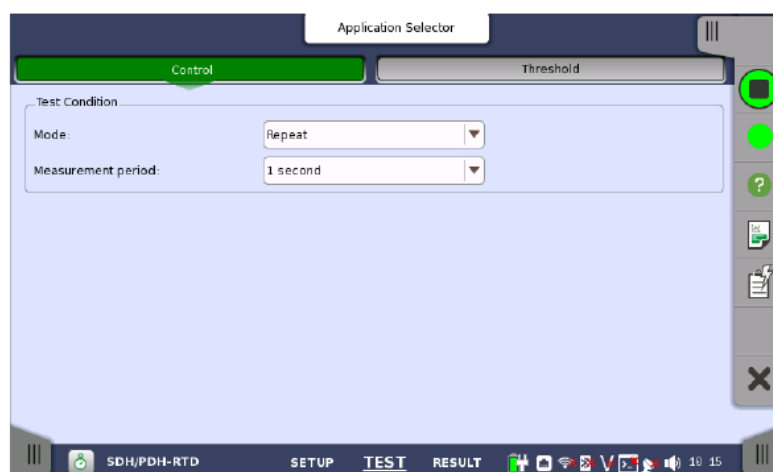 Application Selector
Control
Threshold
Test Condition
Mode:
Repeat
Measurement period:
1 second
?
SDH/PDH-RTD
SETUP
TEST
RESULT
10 15